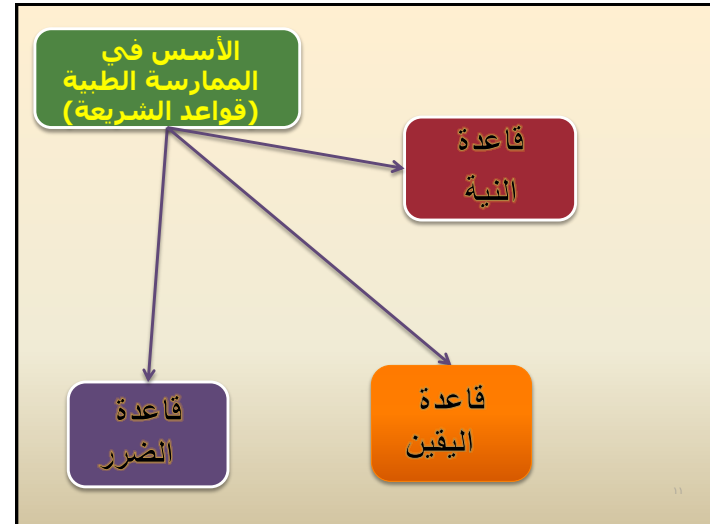 الأسس في
الممارسة الطبية
(قواعد الشريعة)
قاعدة
النية
قاعدة
اليقين
قاعدة
الضرر
١١